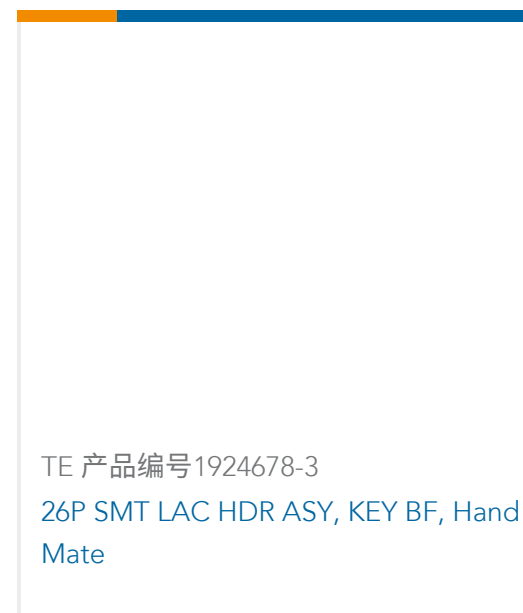 TE 产品编号1924678-3
26P SMT LAC HDR ASY, KEY BF, Hand
Mate